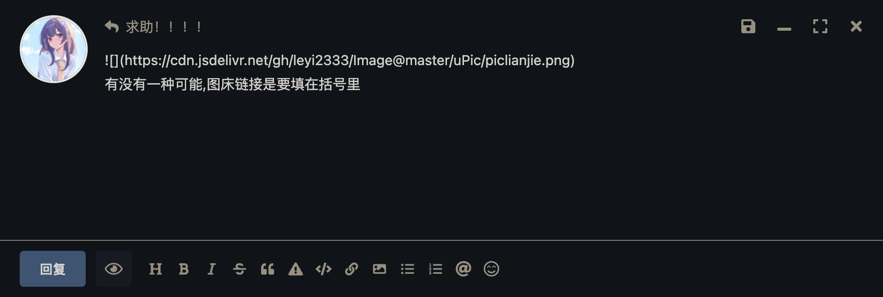 求助！！！！
![](https://cdn.jsdelivr.net/gh/leyi2333/Image@master/uPic/piclianjie.png)
有没有一种可能,图床链接是要填在括号里
回复